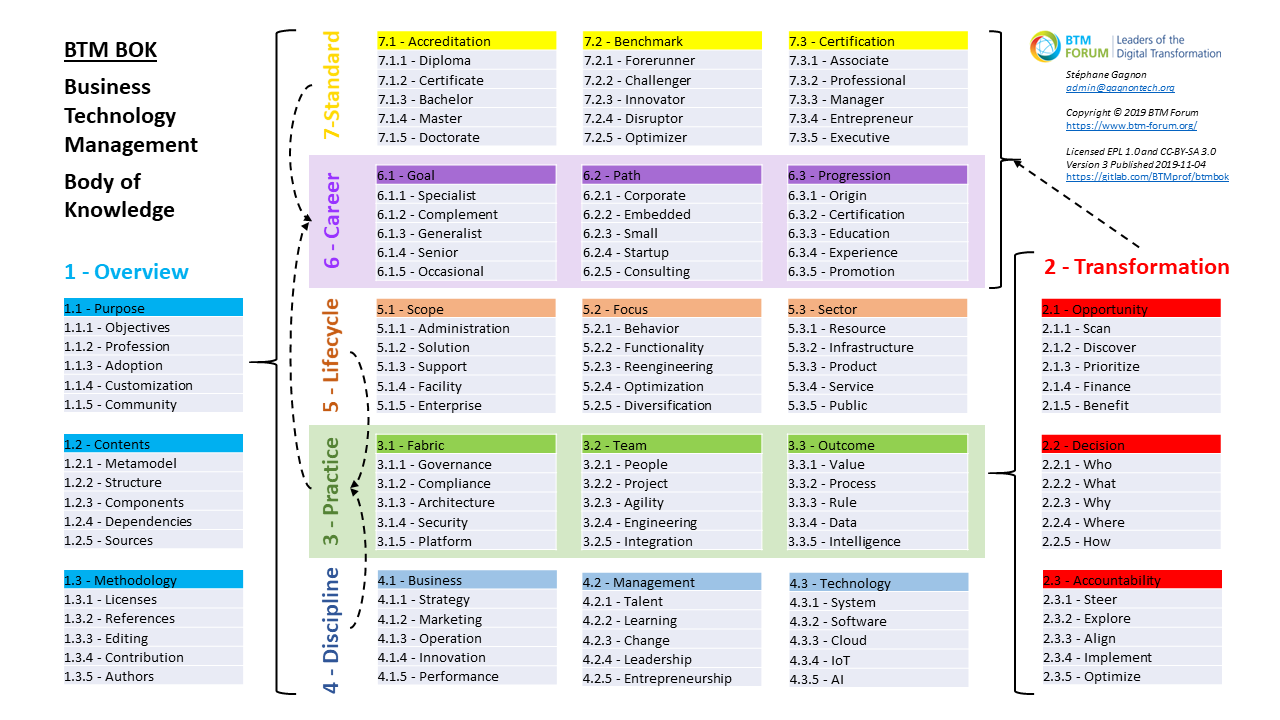 BTM BOK
Business
Technology
Management
Body of
Knowledge
1 - Overview
1.1 - Purpose
1.1.1 - Objectives
1.1.2 - Profession
1.1.3 - Adoption
1.1.4 - Customization
1.1.5 - Community
1.2 - Contents
1.2.1 - Metamodel
1.2.2 - Structure
1.2.3 - Components
1.2.4 - Dependencies
1.2.5 - Sources
1.3 - Methodology
1.3.1 - Licenses
1.3.2 - References
1.3.3 - Editing
1.3.4 - Contribution
1.3.5 - Authors
7-Standard
7.1 - Accreditation
7.1.1 - Diploma
7.1.2 - Certificate
7.1.3 - Bachelor
7.1.4 - Master
7.1.5 - Doctorate
7.2 - Benchmark
7.2.1 - Forerunner
7.2.2 - Challenger
7.2.3 - Innovator
7.2.4 - Disruptor
7.2.5 - Optimizer
7.3 - Certification
7.3.1 - Associate
7.3.2 - Professional
7.3.3 - Manager
7.3.4 - Entrepreneur
7.3.5 - Executive
6 - Career
6.1 - Goal
6.1.1 - Specialist
6.1.2 - Complement
6.1.3 - Generalist
6.1.4 - Senior
6.1.5 - Occasional
6.2 - Path
6.2.1 - Corporate
6.2.2 - Embedded
6.2.3 - Small
6.2.4 - Startup
6.2.5 - Consulting
6.3 - Progression
6.3.1 - Origin
6.3.2 - Certification
6.3.3 - Education
6.3.4 - Experience
6.3.5 - Promotion
5 - Lifecycle
5.1 - Scope
5.1.1 - Administration
5.1.2 - Solution
5.1.3 - Support
5.1.4 - Facility
5.1.5 - Enterprise
5.2 - Focus
5.2.1 - Behavior
5.2.2 - Functionality
5.2.3 - Reengineering
5.2.4 - Optimization
5.2.5 - Diversification
5.3 - Sector
5.3.1 - Resource
5.3.2 - Infrastructure
5.3.3 - Product
5.3.4 - Service
5.3.5 - Public
3 - Practice
3.1 - Fabric
3.1.1 - Governance
3.1.2 - Compliance
3.1.3 - Architecture
3.1.4 - Security
3.1.5 - Platform
3.2 - Team
3.2.1 - People
3.2.2 - Project
3.2.3 - Agility
3.2.4 - Engineering
3.2.5 - Integration
3.3 - Outcome
3.3.1 - Value
3.3.2 - Process
3.3.3 - Rule
3.3.4 - Data
3.3.5 - Intelligence
4 - Discipline
4.1 - Business
4.1.1 - Strategy
4.1.2 - Marketing
4.1.3 - Operation
4.1.4 - Innovation
4.1.5 - Performance
4.2 - Management
4.2.1 - Talent
4.2.2 - Learning
4.2.3 - Change
4.2.4 - Leadership
4.2.5 - Entrepreneurship
4.3 - Technology
4.3.1 - System
4.3.2 - Software
4.3.3 - Cloud
4.3.4 - IoT
4.3.5 - AI
BTM FORUM
Leaders of the
Digital Transformation
Stéphane Gagnon
admin@gagnontech.org
Copyright © 2019 BTM Forum
https://www.btm-forum.org/
Licensed EPL 1.0 and CC-BY-SA 3.0
Version 3 Published 2019-11-04
https://gitlab.com/BTMprof/btmbok
2 - Transformation
2.1 - Opportunity
2.1.1 - Scan
2.1.2 - Discover
2.1.3 - Prioritize
2.1.4 - Finance
2.1.5 - Benefit
2.2 - Decision
2.2.1 - Who
2.2.2 - What
2.2.3 - Why
2.2.4 - Where
2.2.5 - How
2.3 - Accountability
2.3.1 - Steer
2.3.2 - Explore
2.3.3 - Align
2.3.4 - Implement
2.3.5 - Optimize